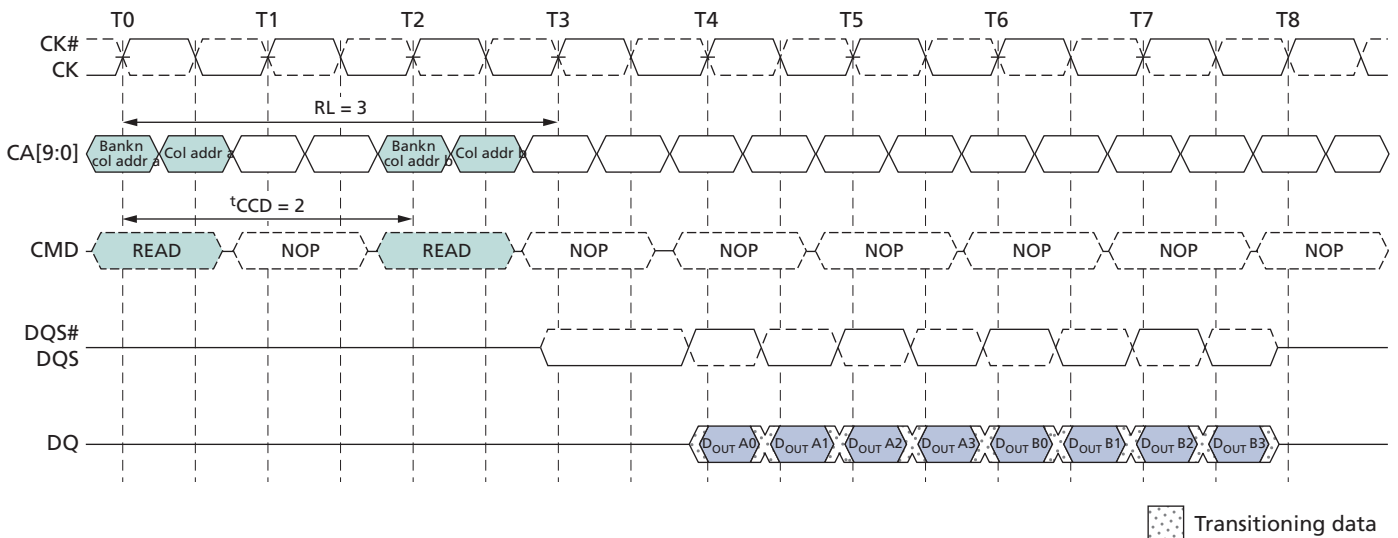 T0 T1 T2 T3 T4 T5 T6 T7 T8
CK#
CK
RL = 3
CA[9:0]
Bankn
col addr a
Col addr a
Bankn
col addr b
Col addr b
tCCD = 2
CMD READ NOP READ NOP NOP NOP NOP NOP NOP
DQS#
DQS
DQ DOUT A0 DOUT A1 DOUT A2 DOUT A3 DOUT B0 DOUT B1 DOUT B2 DOUT B3
Transitioning data